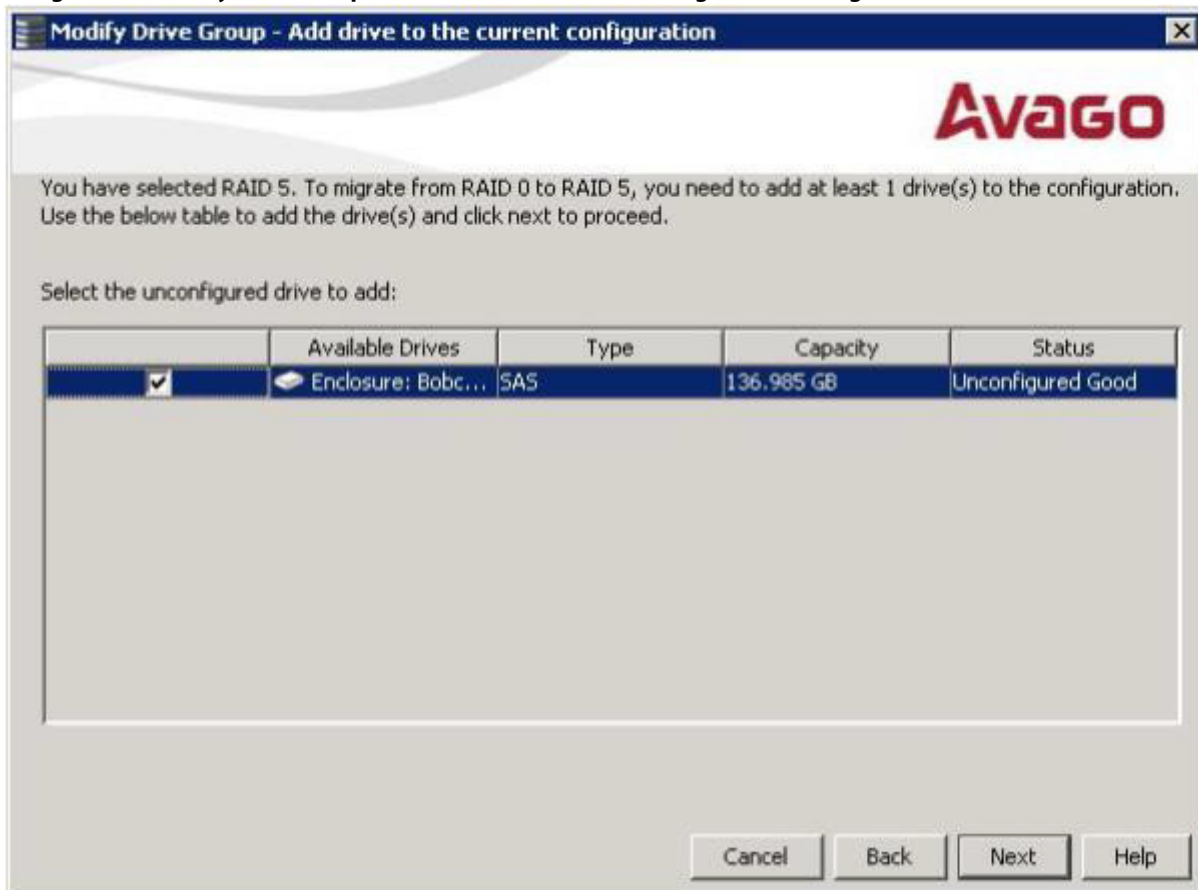 Modify Drive Group - Add drive to the current configuration
Avago
You have selected RAID 5. To migrate from RAID 0 to RAID 5, you need to add at least 1 drive(s) to the configuration.
Use the below table to add the drive(s) and click next to proceed.
Select the unconfigured drive to add:
Available Drives Type Capacity Status
Enclosure: Bobc... SAS 136.985 GB Unconfigured Good
Cancel Back Next Help